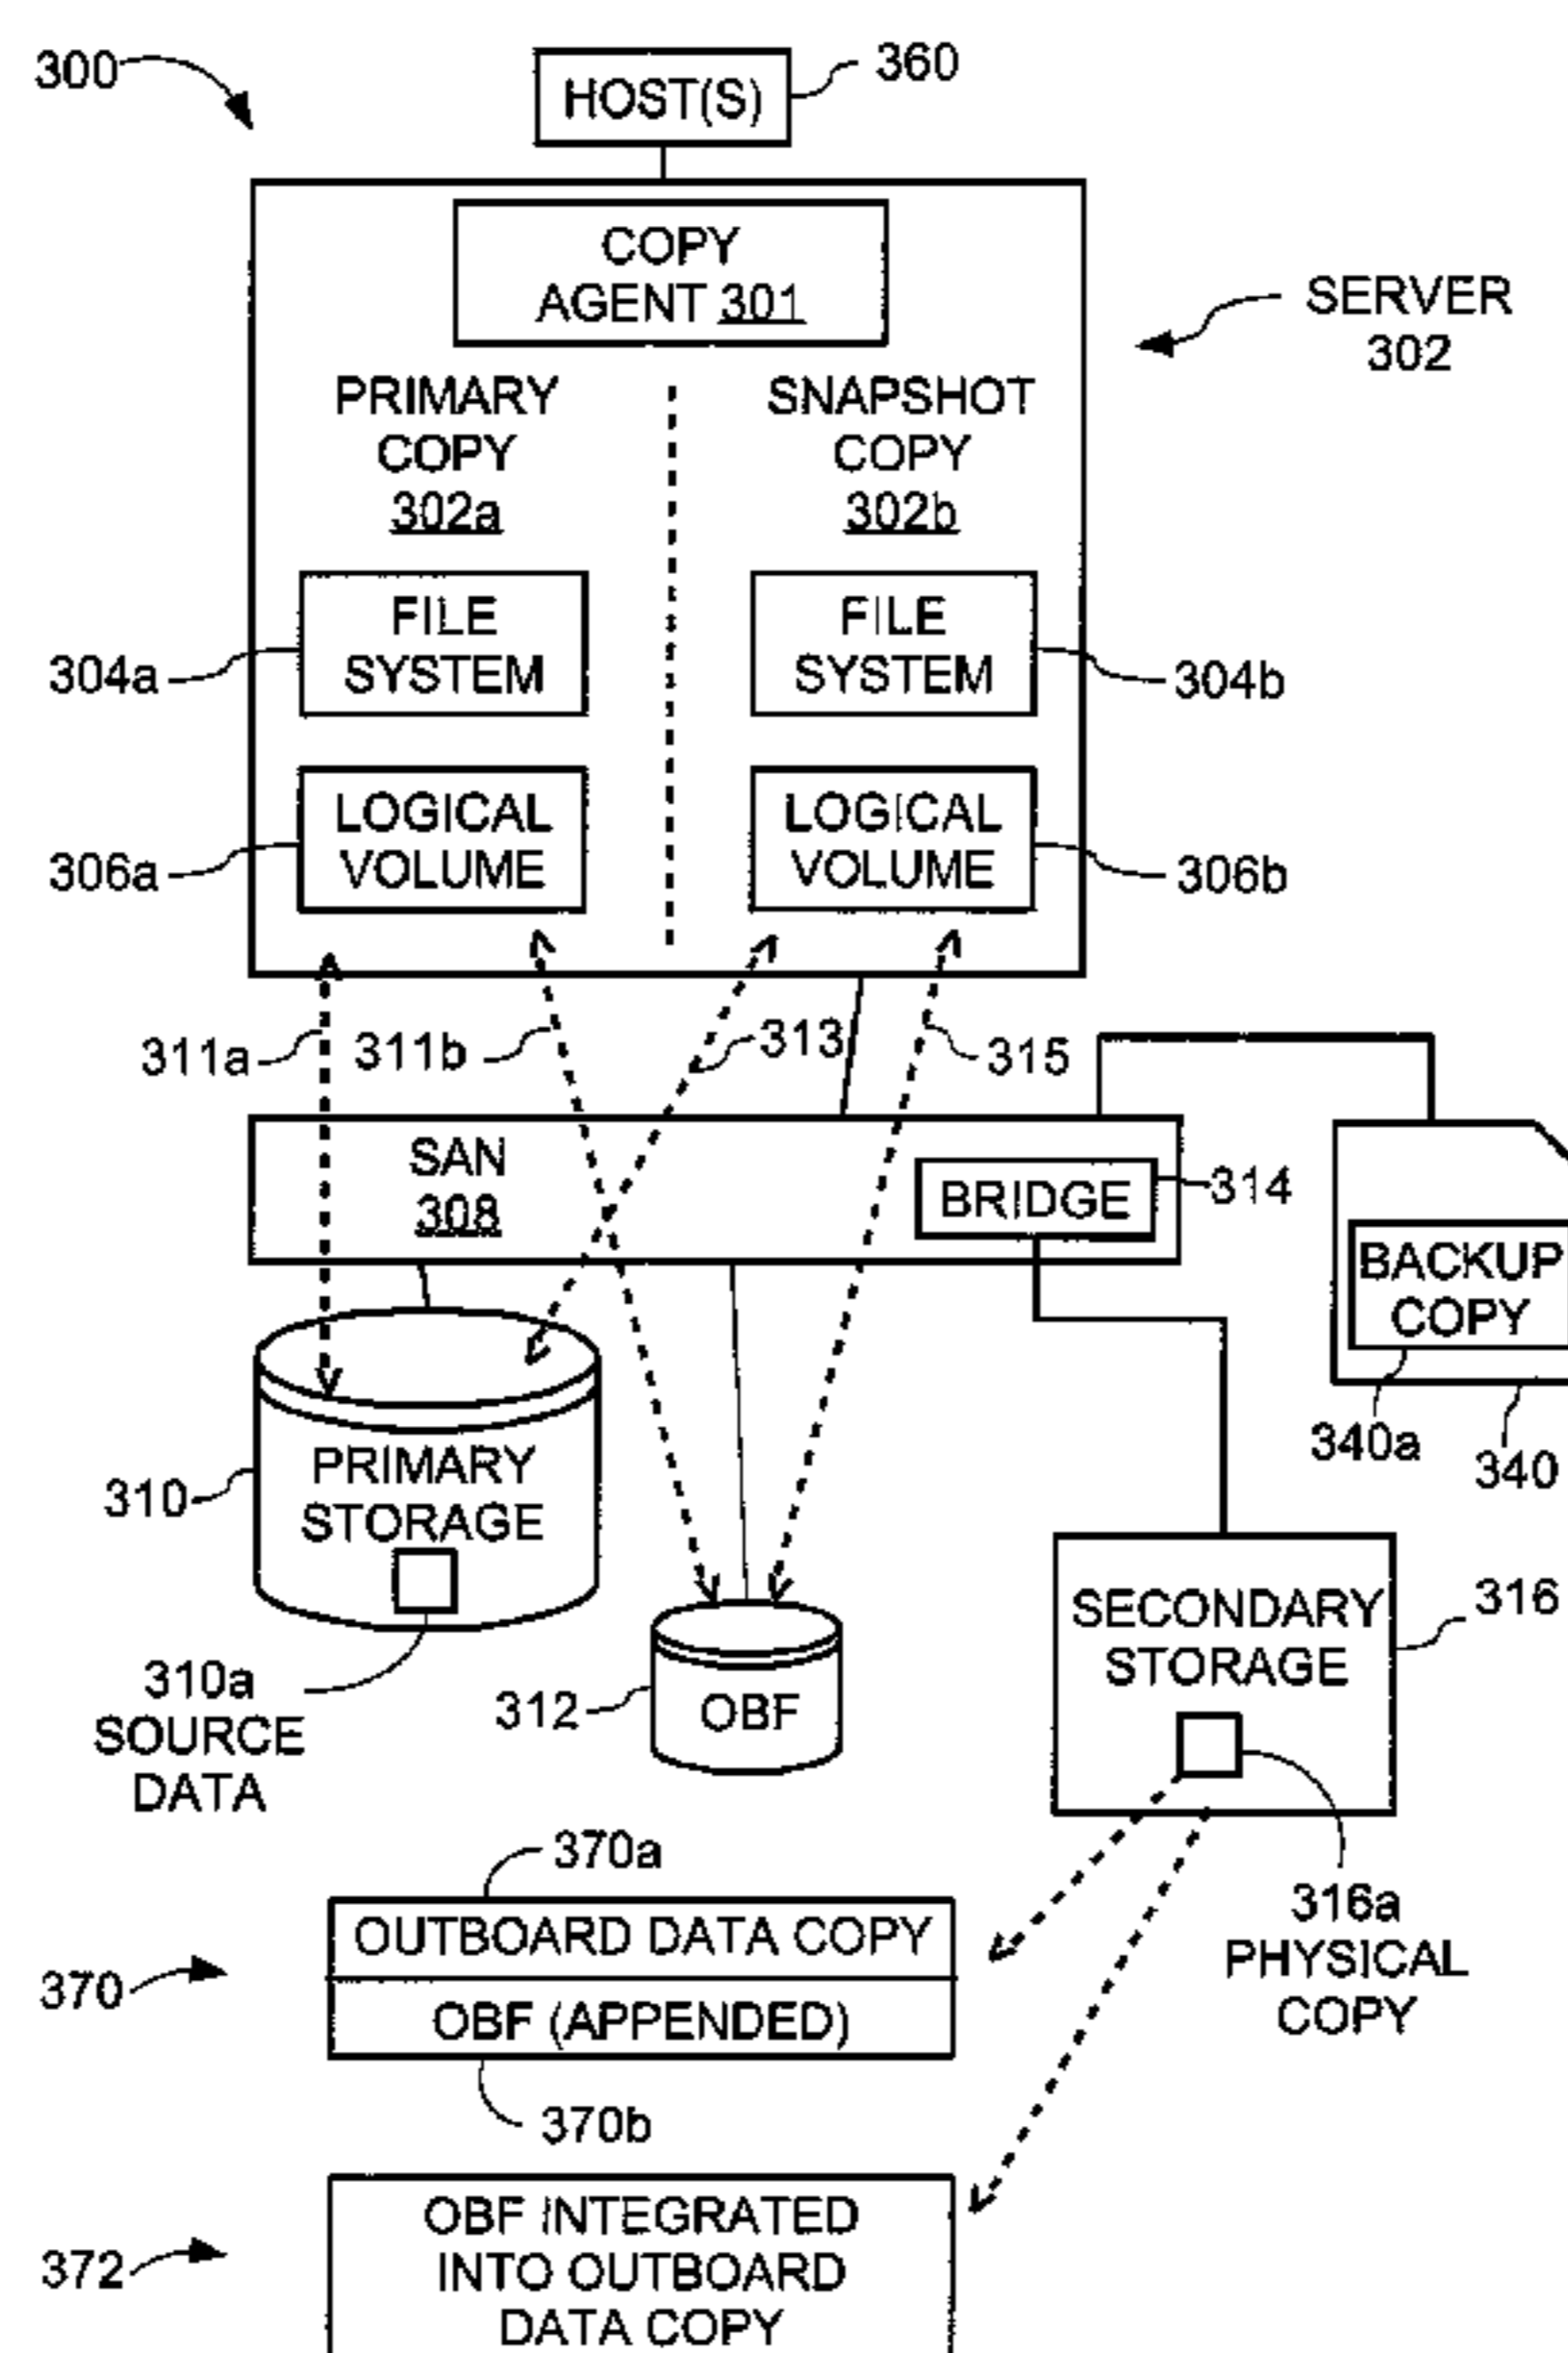 300
HOST(S)
360
COPY
AGENT 301
SERVER
302
PRIMARY
COPY
302a
SNAPSHOT
COPY
302b
FILE
SYSTEM
304a
FILE
SYSTEM
304b
LOGICAL
VOLUME
306a
LOGICAL
VOLUME
306b
311a
311b
313
315
SAN
308
BRIDGE
314
BACKUP
COPY
340a
340
PRIMARY
STORAGE
310
310a
SOURCE
DATA
312
OBF
SECONDARY
STORAGE
316
316a
PHYSICAL
COPY
370a
OUTBOARD DATA COPY
370
OBF (APPENDED)
370b
OBF INTEGRATED
INTO OUTBOARD
DATA COPY
372